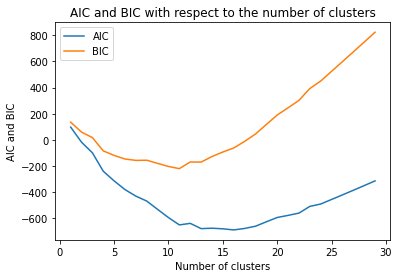 AIC and BIC with respect to the number of clusters
AIC
BIC
AIC and BIC
800
600
400
200
0
−200
−400
−600
0 5 10 15 20 25 30
Number of clusters